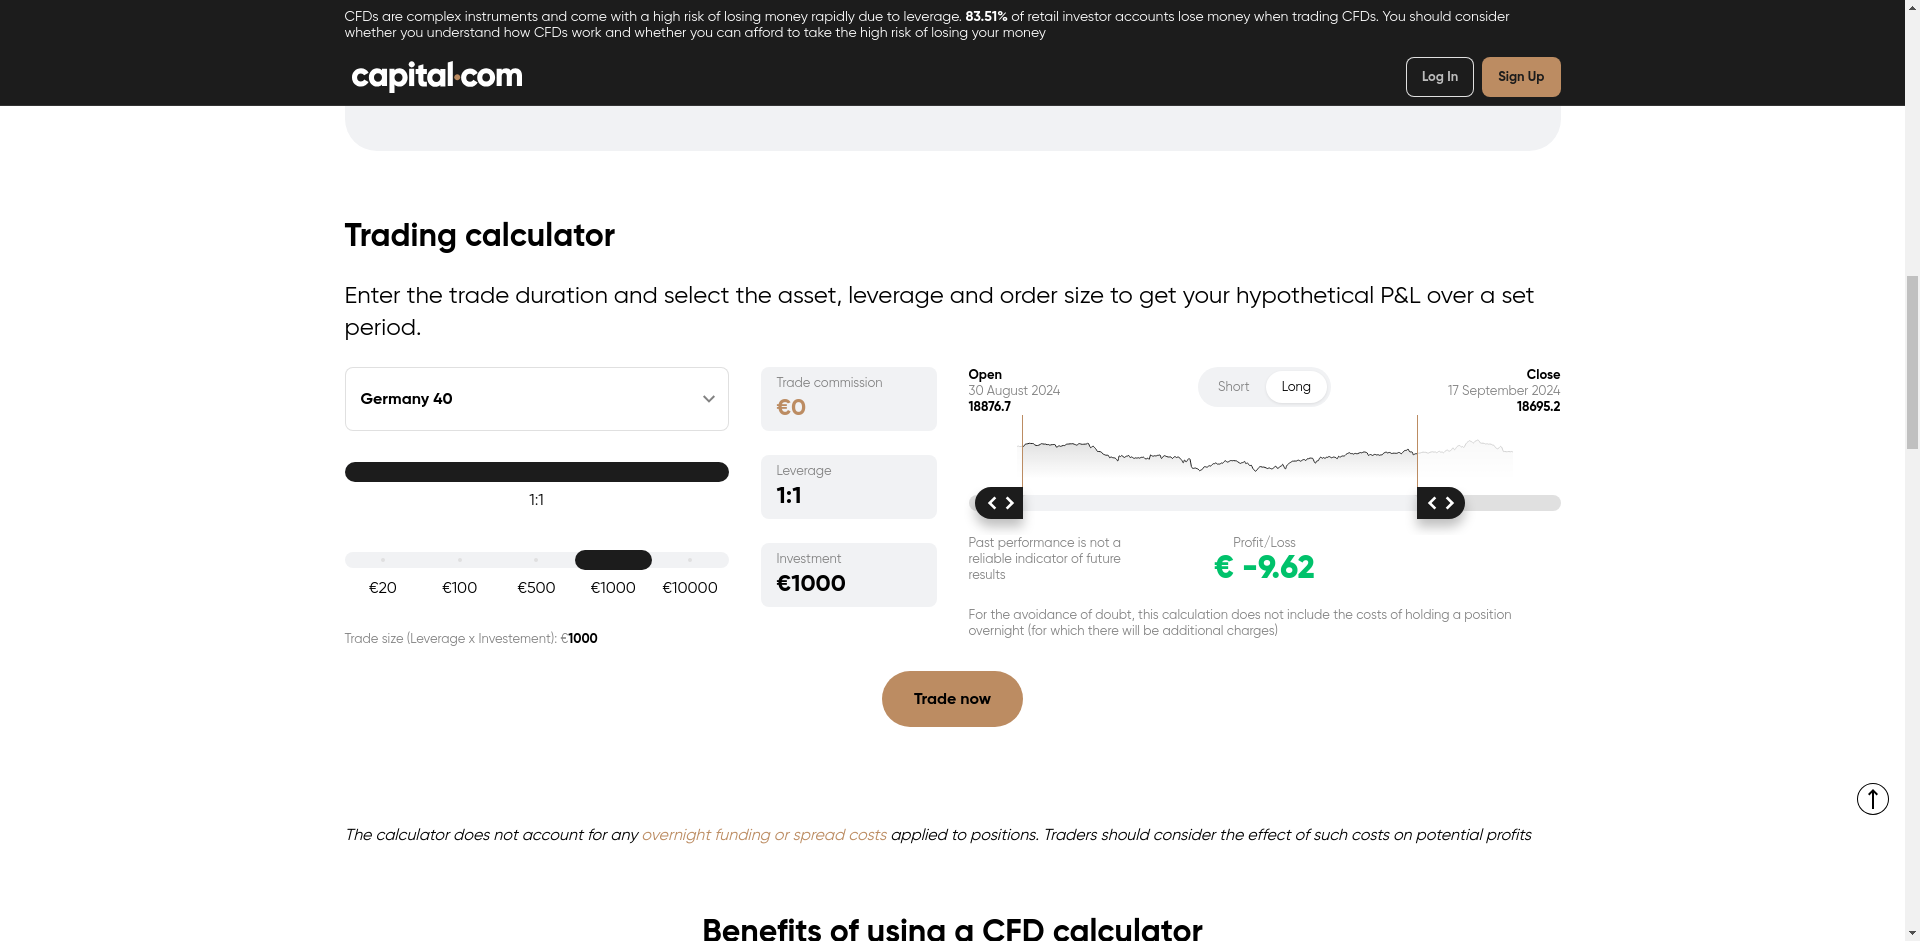 CFDs are complex instruments and come with a high risk of losing money rapidly due to leverage. 83.51% of retail investor accounts lose money when trading CFDs. You should consider
whether you understand how CFDs work and whether you can afford to take the high risk of losing your money
capital.com
Log In
Sign Up
Trading calculator
Enter the trade duration and select the asset, leverage and order size to get your hypothetical P&L over a set
period.
Germany 40
1:1
€20 €100 €500 €1000 €10000
Trade size (Leverage x Investement): €1000
Trade commission
€0
Leverage
1:1
Investment
€1000
Open
30 August 2024
18876.7
Short Long
Close
17 September 2024
18695.2
Past performance is not a
reliable indicator of future
results
Profit/Loss
€ -9.62
For the avoidance of doubt, this calculation does not include the costs of holding a position
overnight (for which there will be additional charges)
Trade now
The calculator does not account for any overnight funding or spread costs applied to positions. Traders should consider the effect of such costs on potential profits
Benefits of using a CFD calculator